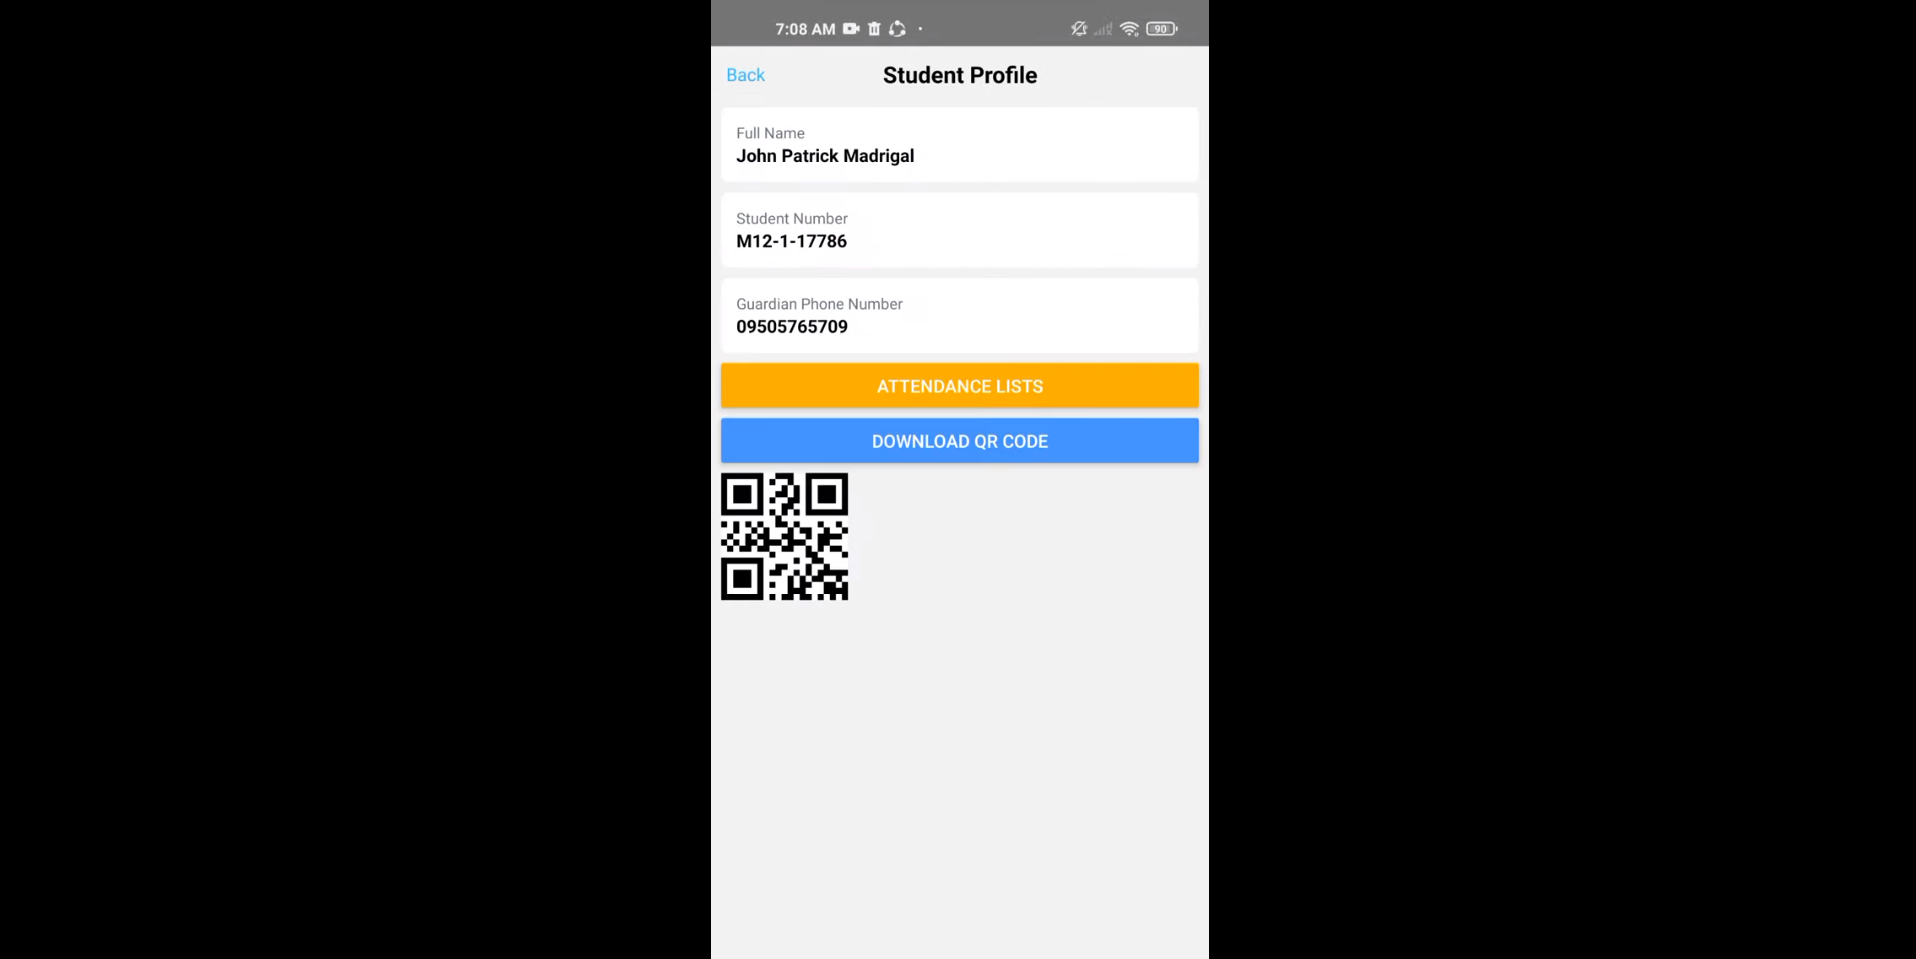 7:08 AM
90
Back
Student Profile
Full Name
John Patrick Madrigal
Student Number
M12-1-17786
Guardian Phone Number
09505765709
ATTENDANCE LISTS
DOWNLOAD QR CODE